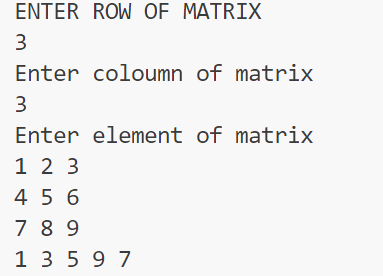 ENTER ROW OF MATRIX
3
Enter coloumn of matrix
3
Enter element of matrix
1 2 3
4 5 6
7 8 9
1 3 5 9 7